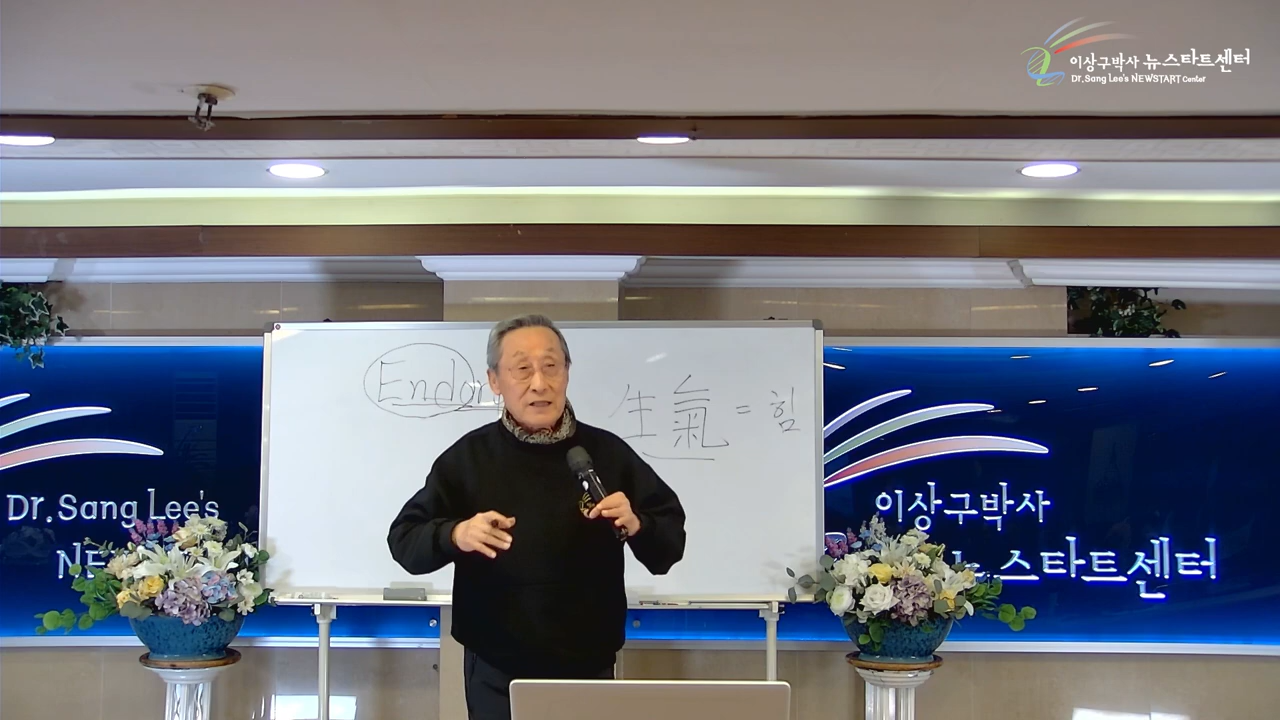 이상구박사 뉴스타트센터
Dr. Sang Lee's NEWSTART Center
生氣 = 힘
Dr. Sang Lee's
이상구박사
스타트센터